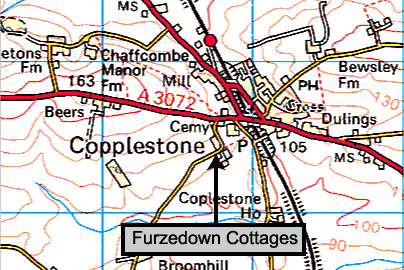 MS
etons
Fm
Chaffcombe
Manor
Fm
163
Mill
A 3072
PH
Bewsley
Fm
130
Beers
Cross
Dulings
Cemy
Copplestone
P
105
MS
Coplestone
Ho
100
90
Furzedown Cottages
Broomhill